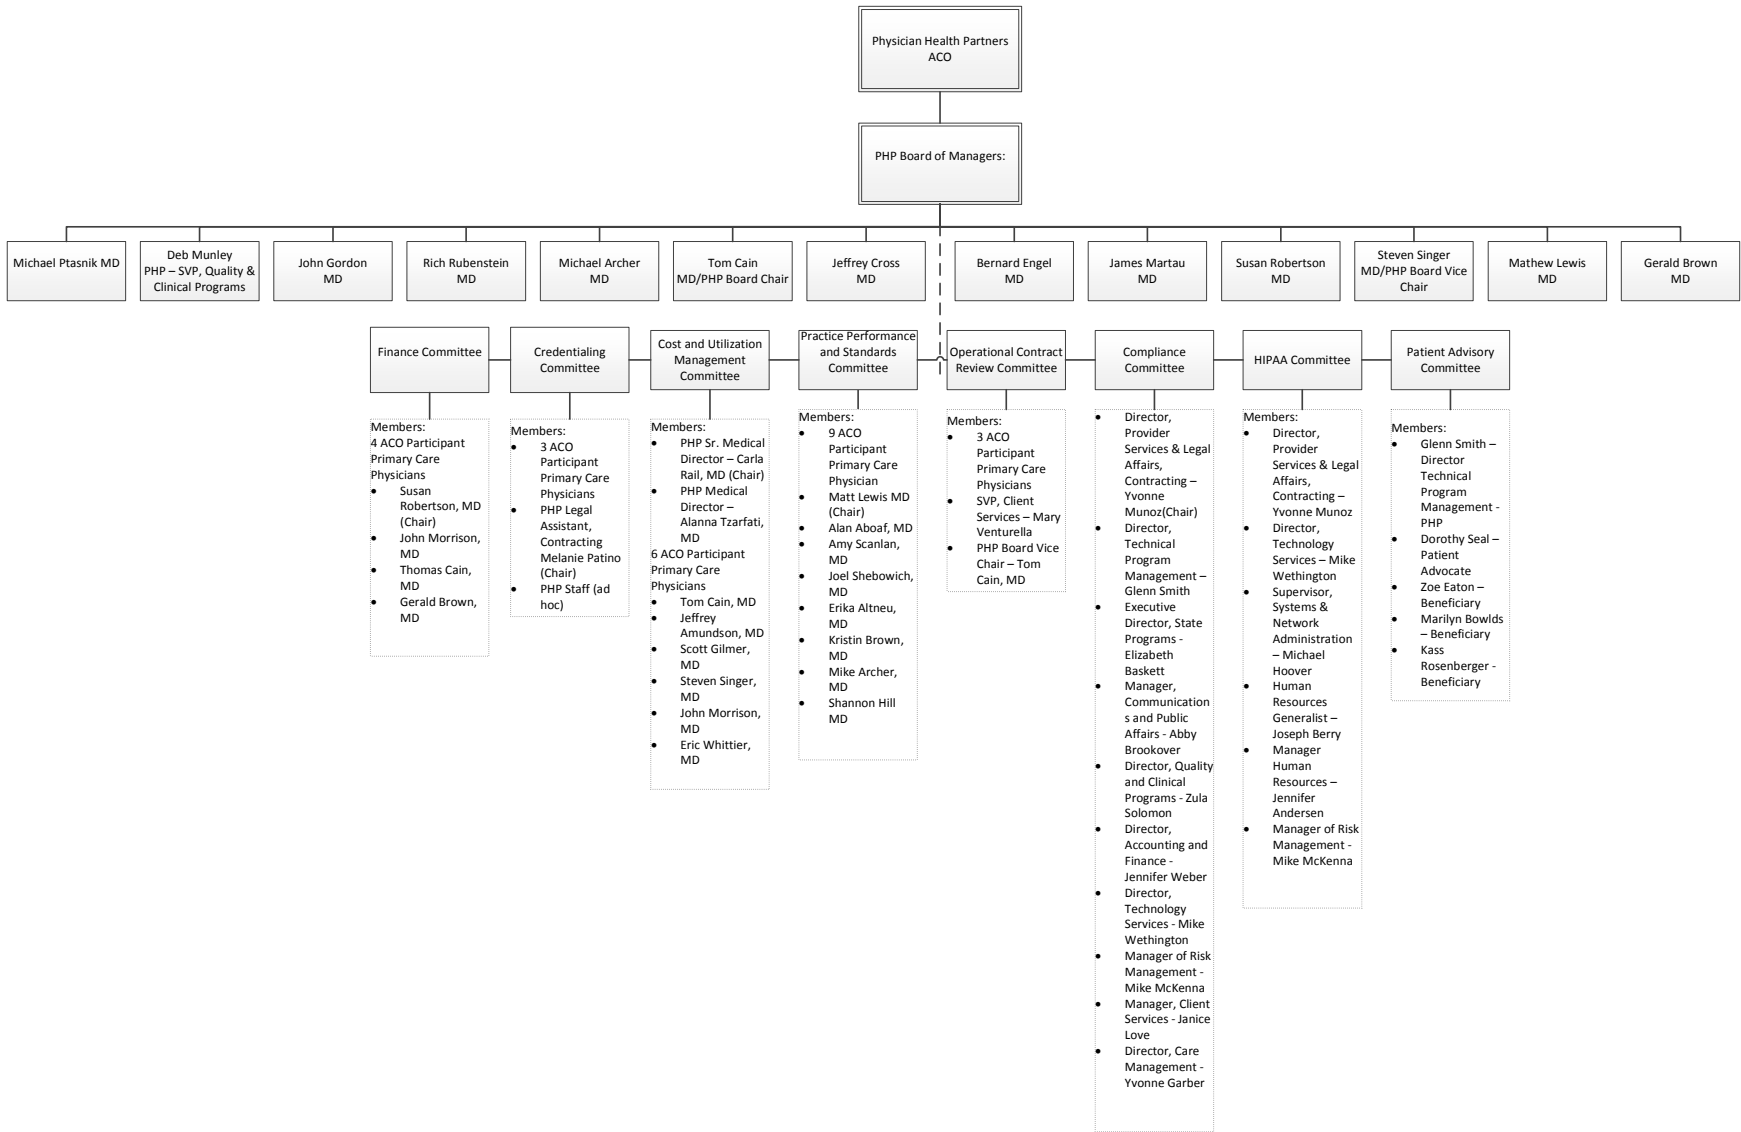 Physician Health Partners
ACO
PHP Board of Managers:
Michael Ptasnik MD
Deb Munley
PHP – SVP, Quality &
Clinical Programs
John Gordon
MD
Rich Rubenstein
MD
Michael Archer
MD
Tom Cain
MD/PHP Board Chair
Jeffrey Cross
MD
Bernard Engel
MD
James Martau
MD
Susan Robertson
MD
Steven Singer
MD/PHP Board Vice
Chair
Mathew Lewis
MD
Gerald Brown
MD
Finance Committee
Members:
4 ACO Participant
Primary Care
Physicians
• Susan
Robertson, MD
(Chair)
• John Morrison,
MD
• Thomas Cain,
MD
• Gerald Brown,
MD
Credentialing
Committee
Members:
• 3 ACO
Participant
Primary Care
Physicians
• PHP Legal
Assistant,
Contracting
Melanie Patino
(Chair)
• PHP Staff (ad
hoc)
Cost and Utilization
Management
Committee
Members:
• PHP Sr. Medical
Director – Carla
Rail, MD (Chair)
• PHP Medical
Director –
Alanna Tzarfati,
MD
6 ACO Participant
Primary Care
Physicians
• Tom Cain, MD
• Jeffrey
Amundson, MD
• Scott Gilmer,
MD
• Steven Singer,
MD
• John Morrison,
MD
• Eric Whittier,
MD
Practice Performance
and Standards
Committee
Members:
• 9 ACO
Participant
Primary Care
Physician
• Matt Lewis MD
(Chair)
• Alan Aboaf, MD
• Amy Scanlan,
MD
• Joel Shebowich,
MD
• Erika Altneu,
MD
• Kristin Brown,
MD
• Mike Archer,
MD
• Shannon Hill
MD
Operational Contract
Review Committee
Members:
• 3 ACO
Participant
Primary Care
Physicians
• SVP, Client
Services – Mary
Venturella
• PHP Board Vice
Chair – Tom
Cain, MD
Compliance
Committee
• Director,
Provider
Services & Legal
Affairs,
Contracting –
Yvonne
Munoz(Chair)
• Director,
Technical
Program
Management –
Glenn Smith
• Executive
Director, State
Programs -
Elizabeth
Baskett
• Manager,
Communication
s and Public
Affairs - Abby
Brookover
• Director, Quality
and Clinical
Programs - Zula
Solomon
• Director,
Accounting and
Finance -
Jennifer Weber
• Director,
Technology
Services - Mike
Wethington
• Manager of Risk
Management -
Mike McKenna
• Manager, Client
Services - Janice
Love
• Director, Care
Management -
Yvonne Garber
HIPAA Committee
Members:
• Director,
Provider
Services & Legal
Affairs,
Contracting –
Yvonne Munoz
• Director,
Technology
Services – Mike
Wethington
• Supervisor,
Systems &
Network
Administration
– Michael
Hoover
• Human
Resources
Generalist –
Joseph Berry
• Manager
Human
Resources –
Jennifer
Andersen
• Manager of Risk
Management -
Mike McKenna
Patient Advisory
Committee
Members:
• Glenn Smith –
Director
Technical
Program
Management -
PHP
• Dorothy Seal –
Patient
Advocate
• Zoe Eaton –
Beneficiary
• Marilyn Bowlds
– Beneficiary
• Kass
Rosenberger -
Beneficiary